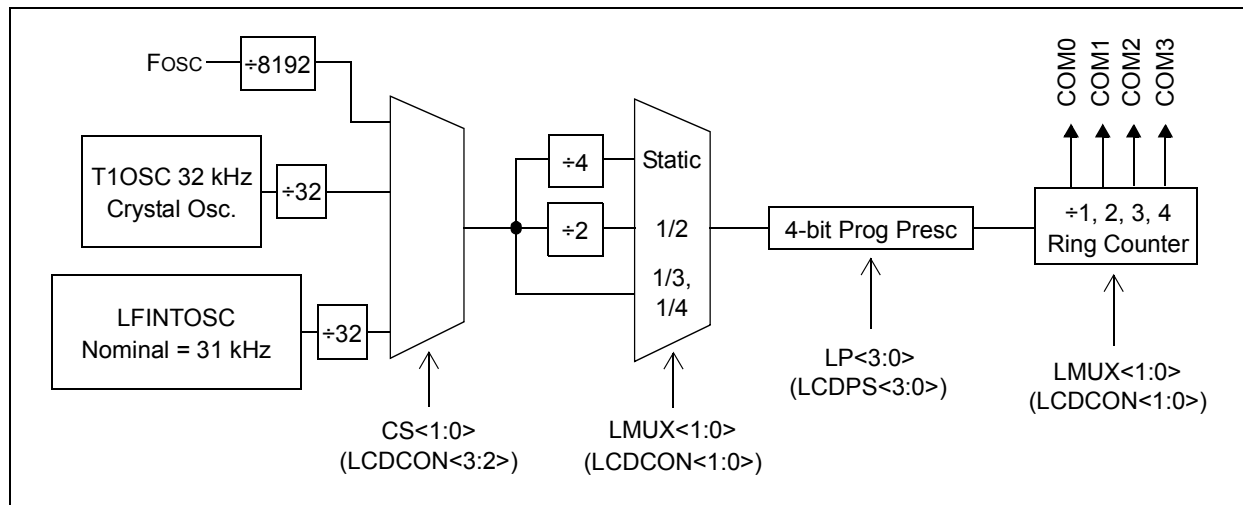 FOSC
÷8192
COM0
COM1
COM2
COM3
T1OSC 32 kHz
Crystal Osc.
÷32
÷4
Static
÷2
1/2
1/3,
1/4
4-bit Prog Presc
÷1, 2, 3, 4
Ring Counter
LFINTOSC
Nominal = 31 kHz
÷32
CS<1:0>
(LCDCON<3:2>)
LMUX<1:0>
(LCDCON<1:0>)
LP<3:0>
(LCDPS<3:0>)
LMUX<1:0>
(LCDCON<1:0>)